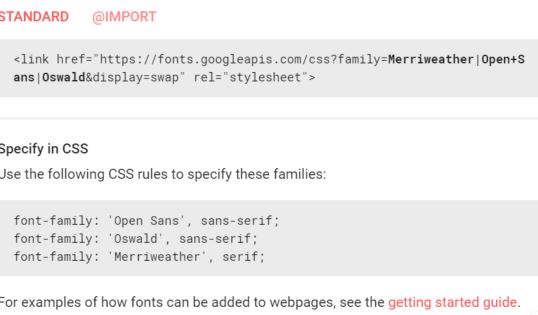 STANDARD @IMPORT
<link href="https://fonts.googleapis.com/css?family=Merriweather|Open+S
ans|Oswald&display=swap" rel="stylesheet">
Specify in CSS
Use the following CSS rules to specify these families:
font-family: 'Open Sans', sans-serif;
font-family: 'Oswald', sans-serif;
font-family: 'Merriweather', serif;
For examples of how fonts can be added to webpages, see the getting started guide.